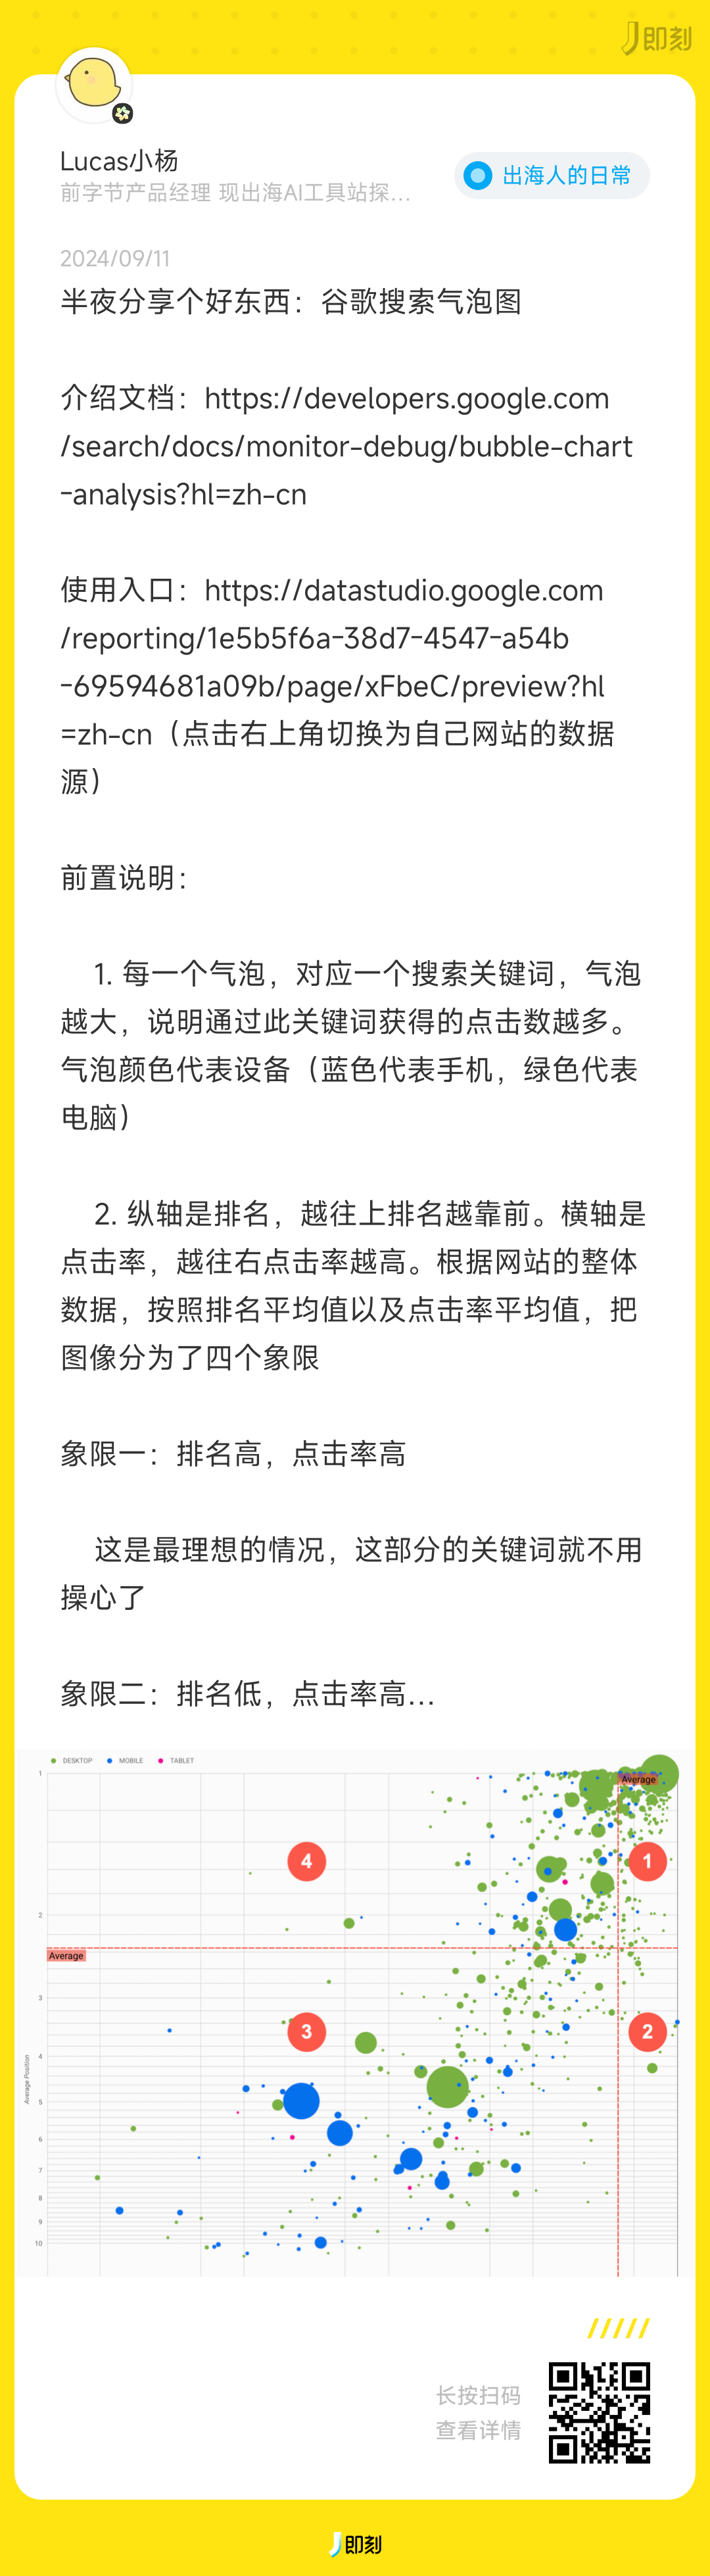 即刻
Lucas小杨
前字节产品经理 现出海AI工具站探...
出海人的日常
2024/09/11
半夜分享个好东西：谷歌搜索气泡图
介绍文档：https://developers.google.com
/search/docs/monitor-debug/bubble-chart
-analysis?hl=zh-cn
使用入口：https://datastudio.google.com
/reporting/1e5b5f6a-38d7-4547-a54b
-69594681a09b/page/xFbeC/preview?hl
=zh-cn（点击右上角切换为自己网站的数据
源）
前置说明：
1. 每一个气泡，对应一个搜索关键词，气泡
越大，说明通过此关键词获得的点击数越多。
气泡颜色代表设备（蓝色代表手机，绿色代表
电脑）
2. 纵轴是排名，越往上排名越靠前。横轴是
点击率，越往右点击率越高。根据网站的整体
数据，按照排名平均值以及点击率平均值，把
图像分为了四个象限
象限一：排名高，点击率高
这是最理想的情况，这部分的关键词就不用
操心了
象限二：排名低，点击率高...
DESKTOP MOBILE TABLET
1
Average
4
1
2
Average
3
3
2
4
Average Position
5
6
7
8
9
10
长按扫码
查看详情
即刻